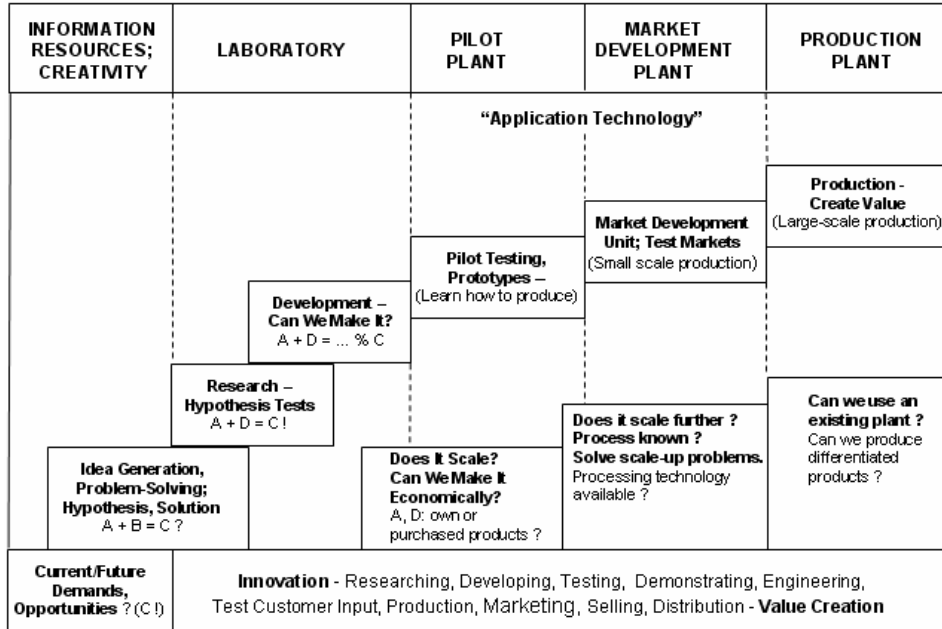 INFORMATION
RESOURCES;
CREATIVITY
LABORATORY
PILOT
PLANT
MARKET
DEVELOPMENT
PLANT
PRODUCTION
PLANT
“Application Technology”
Production -
Create Value
(Large-scale production)
Market Development
Unit; Test Markets
(Small scale production)
Pilot Testing,
Prototypes –
(Learn how to produce)
Development –
Can We Make It?
A + D = ... % C
Research –
Hypothesis Tests
A + D = C !
Idea Generation,
Problem-Solving;
Hypothesis, Solution
A + B = C ?
Does It Scale?
Can We Make It
Economically?
A, D: own or
purchased products ?
Does it scale further ?
Process known ?
Solve scale-up problems.
Processing technology
available ?
Can we use an
existing plant ?
Can we produce
differentiated
products ?
Current/Future
Demands,
Opportunities ? (C !)
Innovation - Researching, Developing, Testing, Demonstrating, Engineering,
Test Customer Input, Production, Marketing, Selling, Distribution - Value Creation